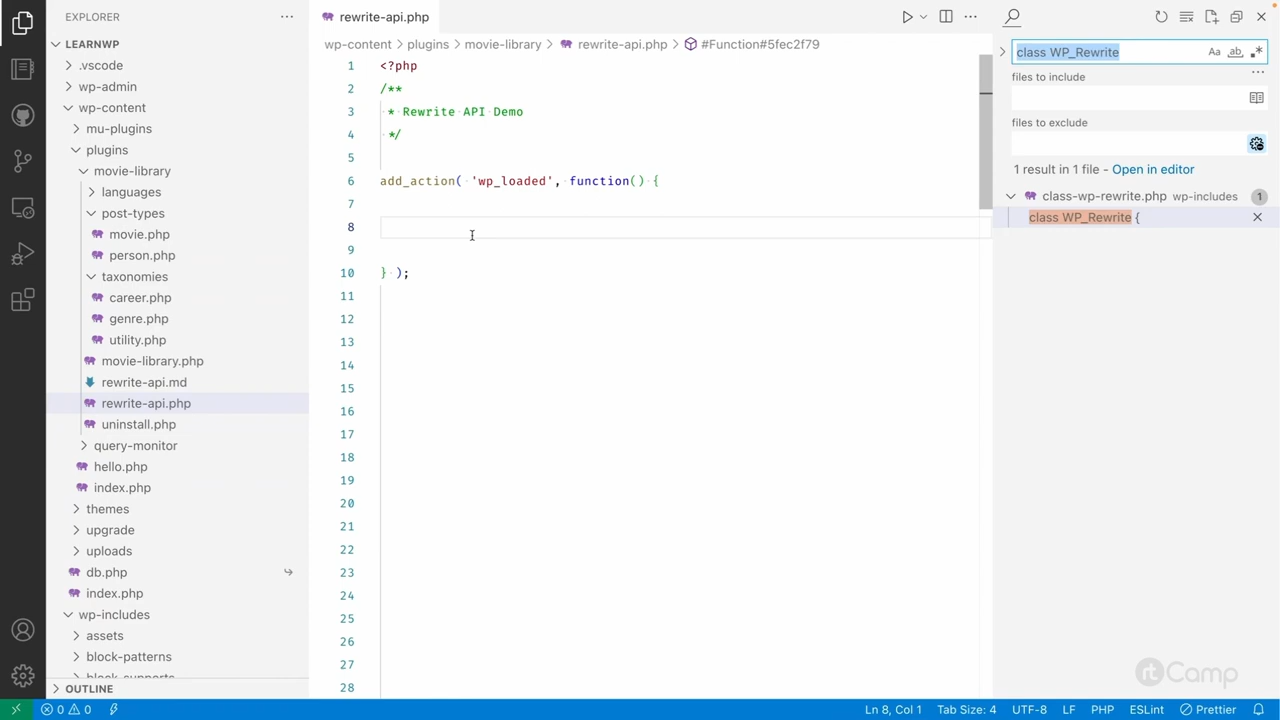 EXPLORER
LEARNWP
.vscode
wp-admin
wp-content
mu-plugins
plugins
movie-library
languages
post-types
movie.php
person.php
taxonomies
career.php
genre.php
utility.php
movie-library.php
rewrite-api.md
rewrite-api.php
uninstall.php
query-monitor
hello.php
index.php
themes
upgrade
uploads
db.php
index.php
wp-includes
assets
block-patterns
block-supports
OUTLINE
rewrite-api.php
wp-content > plugins > movie-library > rewrite-api.php > #Function#5fec2f79
1 <?php
2 /**
3 * Rewrite API Demo
4 */
5
6 add_action( 'wp_loaded', function() {
7
8
9
10 } );
11
12
13
14
15
16
17
18
19
20
21
22
23
24
25
26
27
28
class WP_Rewrite
Aa ab .*
files to include
files to exclude
1 result in 1 file - Open in editor
class-wp-rewrite.php wp-includes 1
class WP_Rewrite {
rtCamp
0 0
Ln 8, Col 1 Tab Size: 4 UTF-8 LF PHP ESLint Prettier